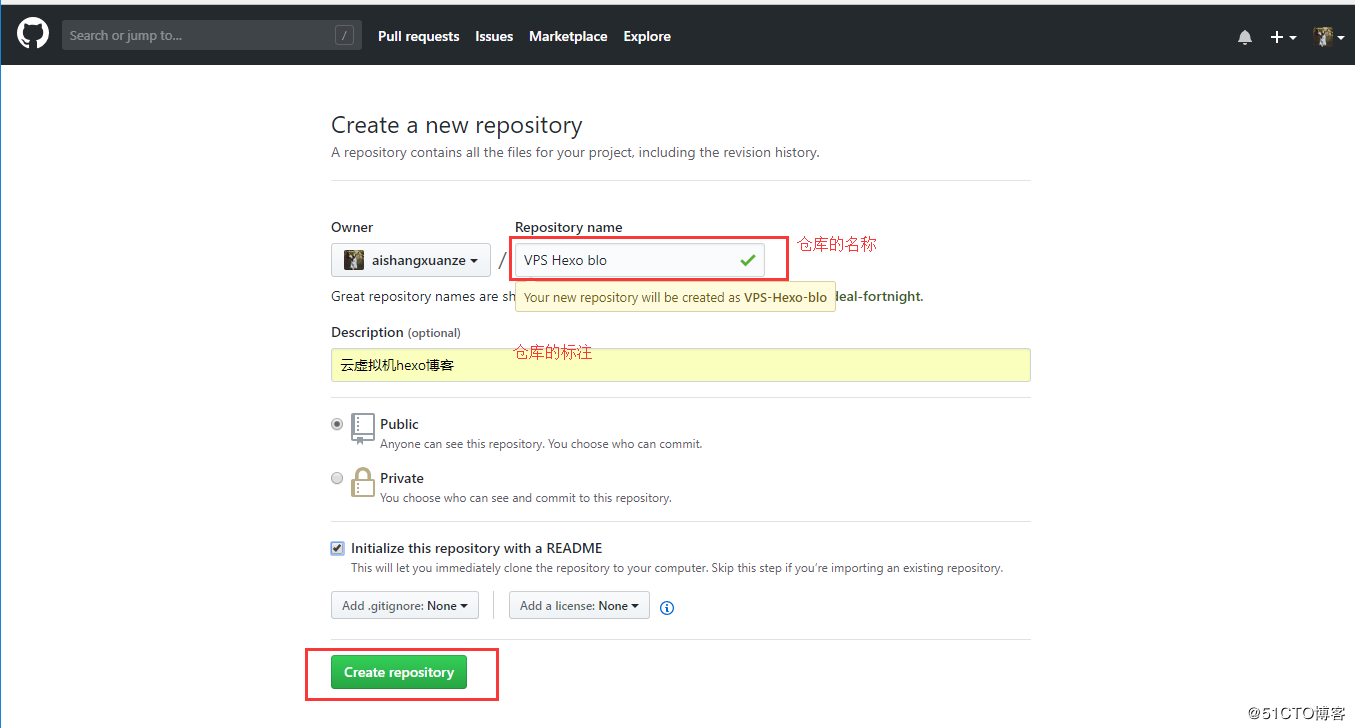 Search or jump to... /
Pull requests Issues Marketplace Explore
Create a new repository
A repository contains all the files for your project, including the revision history.
Owner
Repository name
仓库的名称
aishangxuanze / VPS Hexo blo
Great repository names are sh
Your new repository will be created as VPS-Hexo-blo
deal-fortnight.
Description (optional)
仓库的标注
云虚拟机hexo博客
Public
Anyone can see this repository. You choose who can commit.
Private
You choose who can see and commit to this repository.
Initialize this repository with a README
This will let you immediately clone the repository to your computer. Skip this step if you’re importing an existing repository.
Add .gitignore: None Add a license: None
Create repository
@51CTO博客